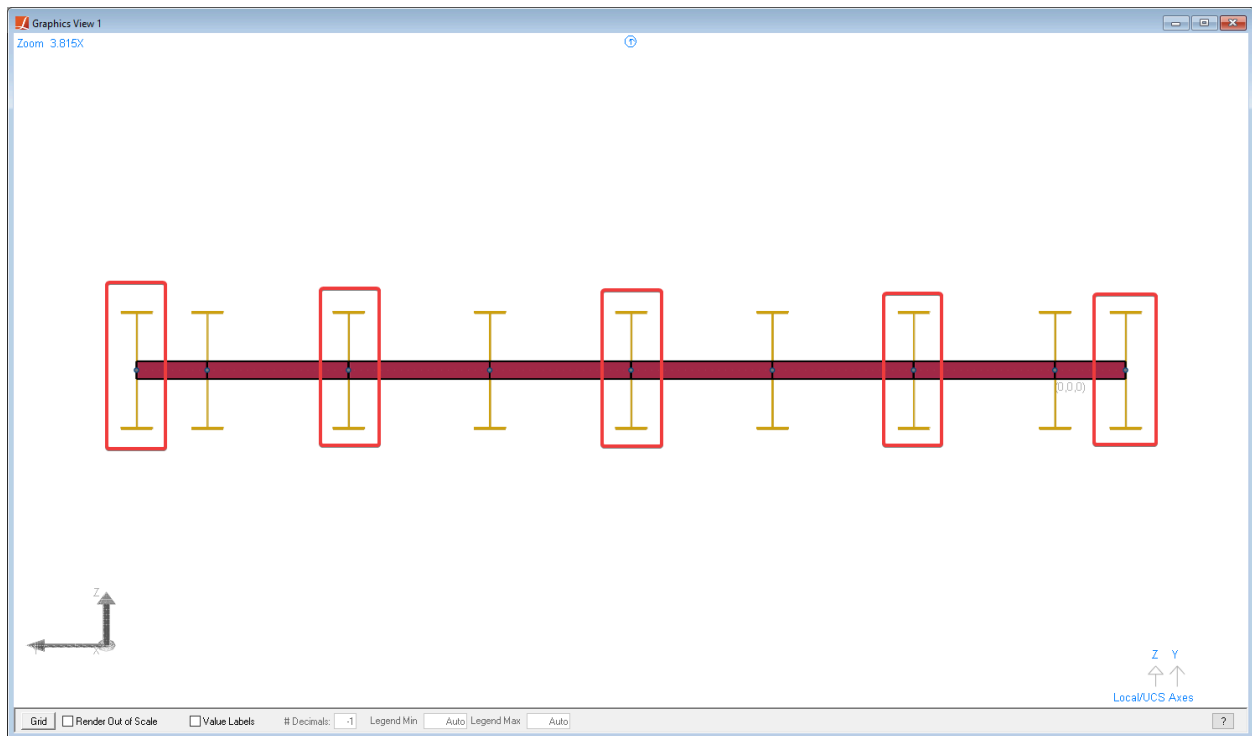 Graphics View 1
Zoom 3.815X
(0,0,0)
Z
X
Z Y
Local/UCS Axes
Grid Render Out of Scale Value Labels # Decimals: -1 Legend Min Auto Legend Max Auto ?